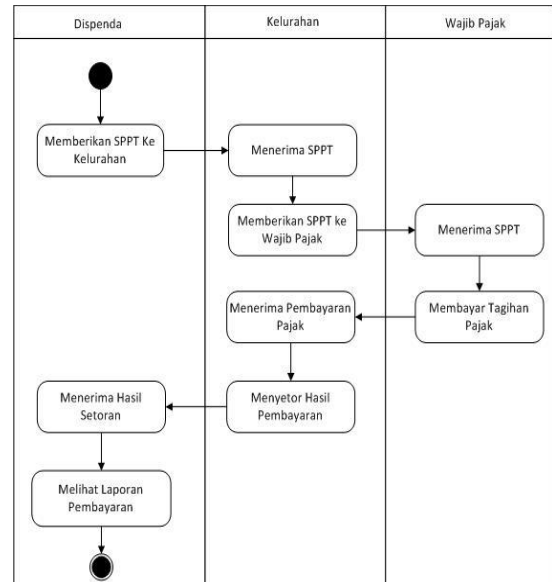 Dispenda
Kelurahan
Wajib Pajak
Memberikan SPPT Ke
Kelurahan
Menerima SPPT
Memberikan SPPT ke
Wajib Pajak
Menerima SPPT
Membayar Tagihan
Pajak
Menerima Pembayaran
Pajak
Menyetor Hasil
Pembayaran
Menerima Hasil
Setoran
Melihat Laporan
Pembayaran